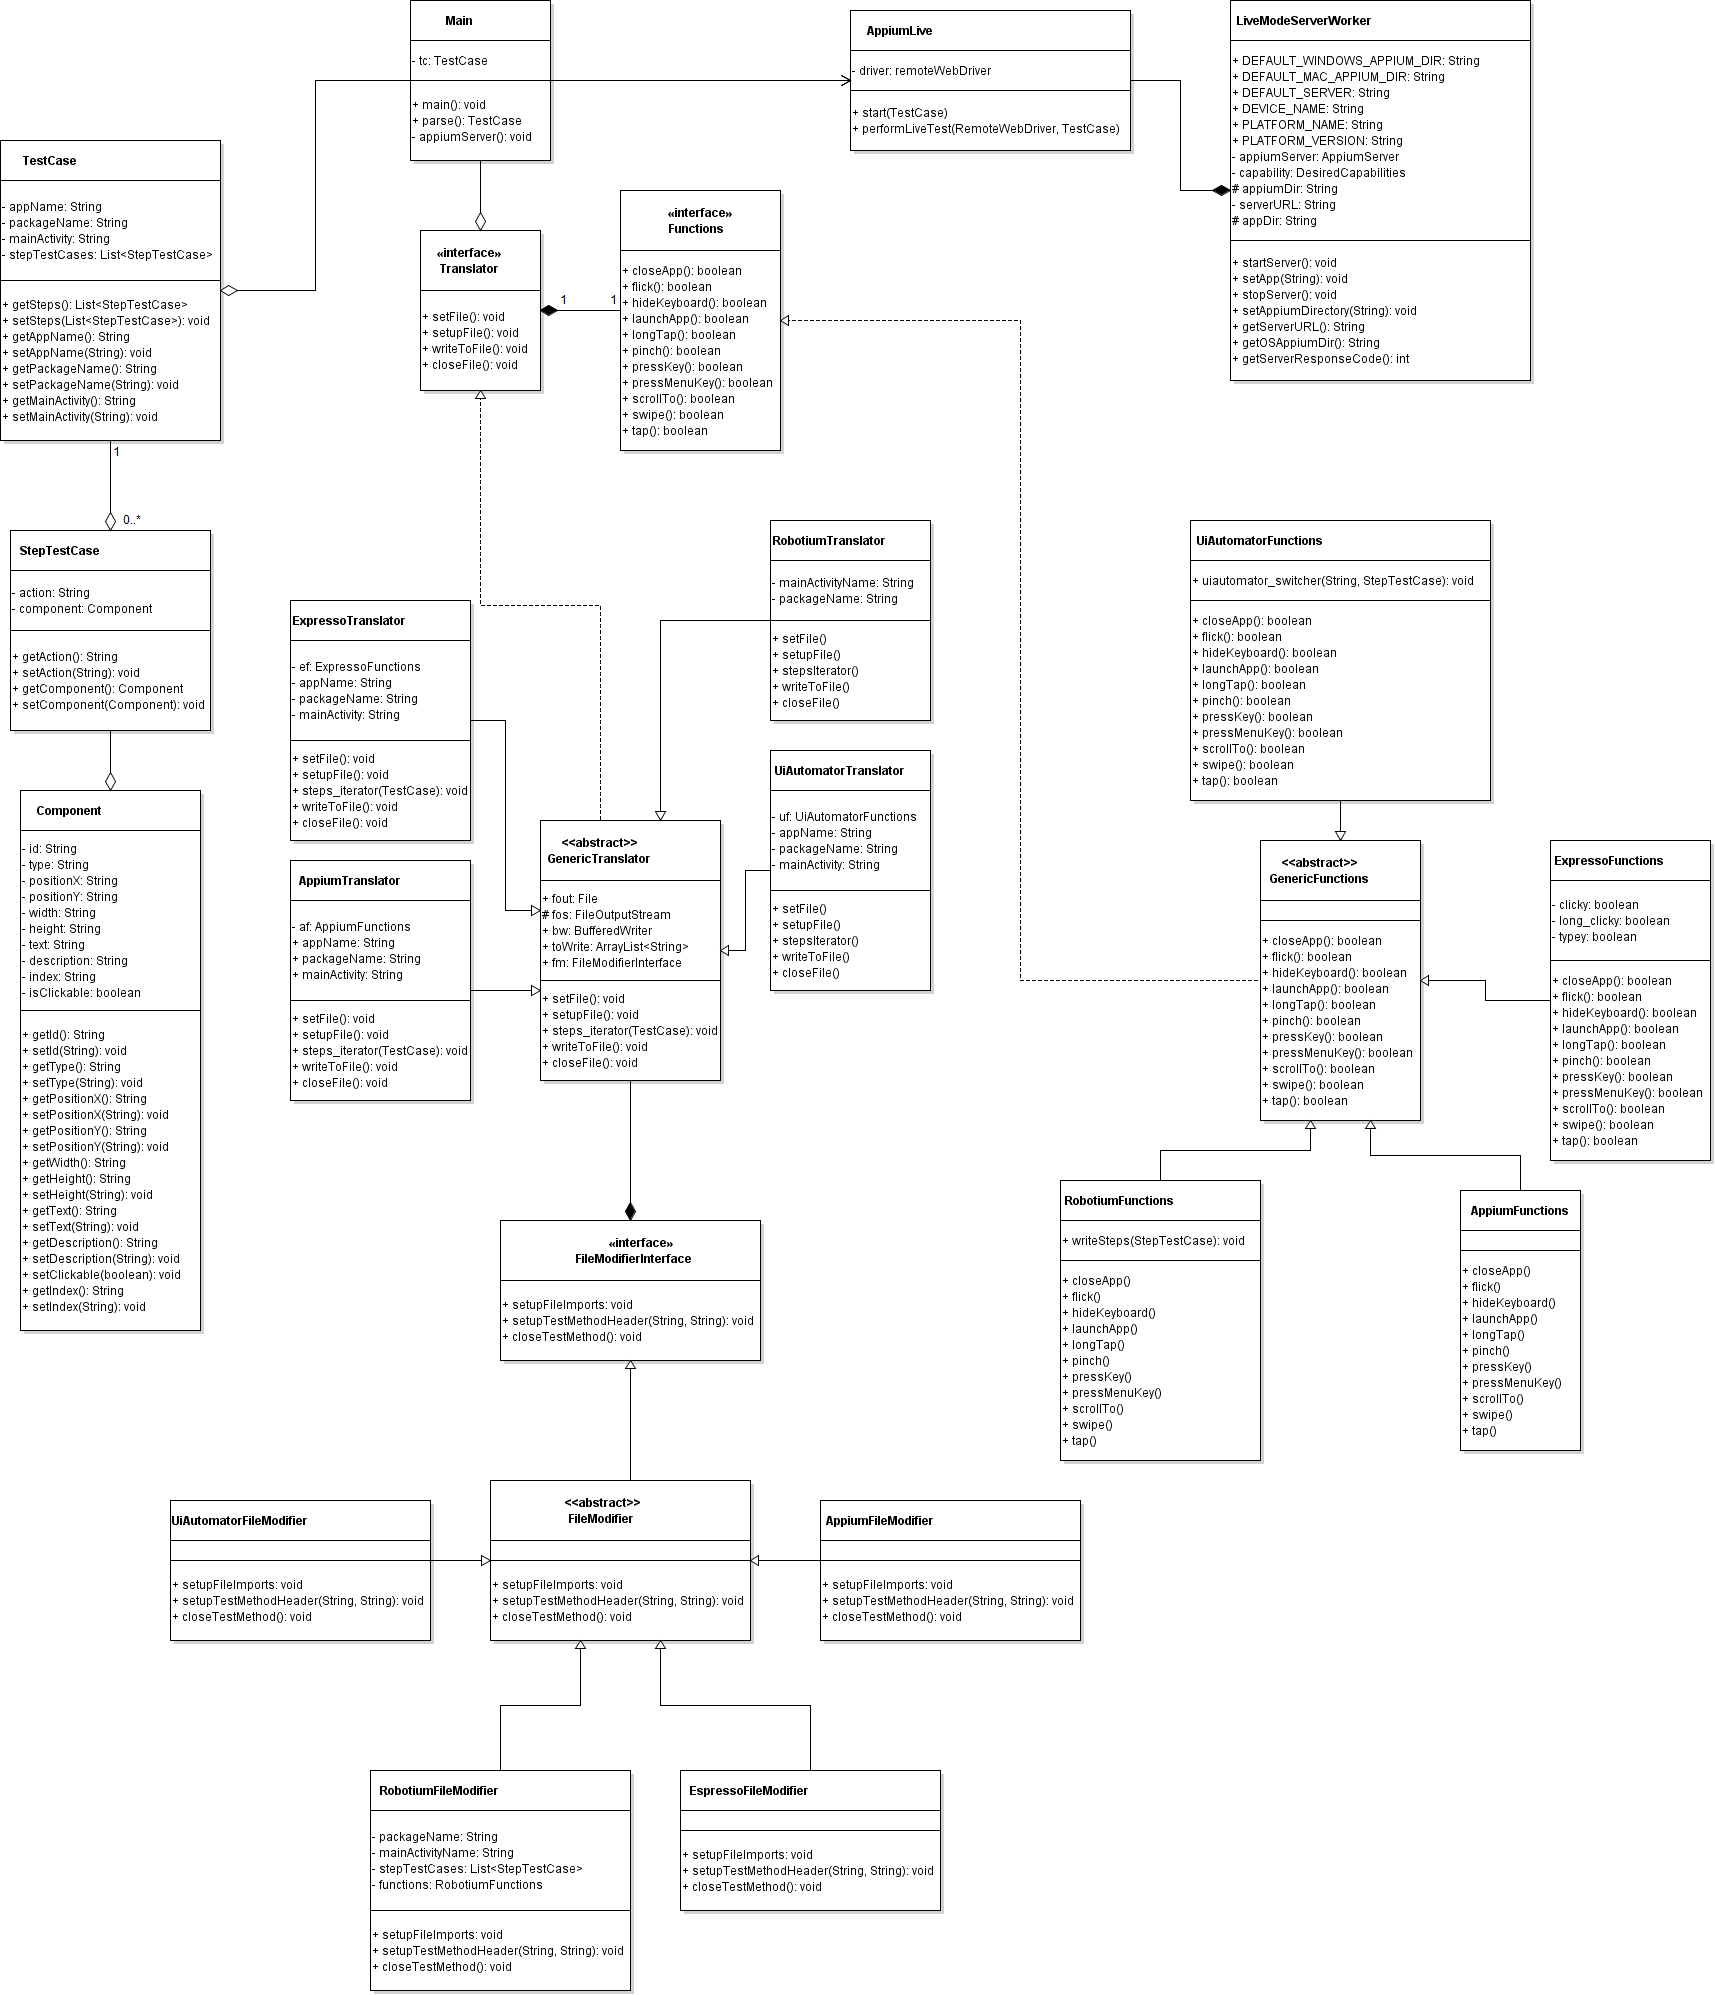 Main
- tc: TestCase
+ main(): void
+ parse(): TestCase
- appiumServer(): void
AppiumLive
- driver: remoteWebDriver
+ start(TestCase)
+ performLiveTest(RemoteWebDriver, TestCase)
LiveModeServerWorker
+ DEFAULT_WINDOWS_APPIUM_DIR: String
+ DEFAULT_MAC_APPIUM_DIR: String
+ DEFAULT_SERVER: String
+ DEVICE_NAME: String
+ PLATFORM_NAME: String
+ PLATFORM_VERSION: String
- appiumServer: AppiumServer
- capability: DesiredCapabilities
# appiumDir: String
- serverURL: String
# appDir: String
+ startServer(): void
+ setApp(String): void
+ stopServer(): void
+ setAppiumDirectory(String): void
+ getServerURL(): String
+ getOSAppiumDir(): String
+ getServerResponseCode(): int
TestCase
- appName: String
- packageName: String
- mainActivity: String
- stepTestCases: List<StepTestCase>
+ getSteps(): List<StepTestCase>
+ setSteps(List<StepTestCase>): void
+ getAppName(): String
+ setAppName(String): void
+ getPackageName(): String
+ setPackageName(String): void
+ getMainActivity(): String
+ setMainActivity(String): void
1
0..*
«interface»
Translator
+ setFile(): void
+ setupFile(): void
+ writeToFile(): void
+ closeFile(): void
1
1
«interface»
Functions
+ closeApp(): boolean
+ flick(): boolean
+ hideKeyboard(): boolean
+ launchApp(): boolean
+ longTap(): boolean
+ pinch(): boolean
+ pressKey(): boolean
+ pressMenuKey(): boolean
+ scrollTo(): boolean
+ swipe(): boolean
+ tap(): boolean
StepTestCase
- action: String
- component: Component
+ getAction(): String
+ setAction(String): void
+ getComponent(): Component
+ setComponent(Component): void
ExpressoTranslator
- ef: ExpressoFunctions
- appName: String
- packageName: String
- mainActivity: String
+ setFile(): void
+ setupFile(): void
+ steps_iterator(TestCase): void
+ writeToFile(): void
+ closeFile(): void
RobotiumTranslator
- mainActivityName: String
- packageName: String
+ setFile()
+ setupFile()
+ stepsIterator()
+ writeToFile()
+ closeFile()
UiAutomatorFunctions
+ uiautomator_switcher(String, StepTestCase): void
+ closeApp(): boolean
+ flick(): boolean
+ hideKeyboard(): boolean
+ launchApp(): boolean
+ longTap(): boolean
+ pinch(): boolean
+ pressKey(): boolean
+ pressMenuKey(): boolean
+ scrollTo(): boolean
+ swipe(): boolean
+ tap(): boolean
Component
- id: String
- type: String
- positionX: String
- positionY: String
- width: String
- height: String
- text: String
- description: String
- index: String
- isClickable: boolean
+ getId(): String
+ setId(String): void
+ getType(): String
+ setType(String): void
+ getPositionX(): String
+ setPositionX(String): void
+ getPositionY(): String
+ setPositionY(String): void
+ getWidth(): String
+ getHeight(): String
+ setHeight(String): void
+ getText(): String
+ setText(String): void
+ getDescription(): String
+ setDescription(String): void
+ setClickable(boolean): void
+ getIndex(): String
+ setIndex(String): void
AppiumTranslator
- af: AppiumFunctions
+ appName: String
+ packageName: String
+ mainActivity: String
+ setFile(): void
+ setupFile(): void
+ steps_iterator(TestCase): void
+ writeToFile(): void
+ closeFile(): void
<<abstract>>
GenericTranslator
+ fout: File
# fos: FileOutputStream
+ bw: BufferedWriter
+ toWrite: ArrayList<String>
+ fm: FileModifierInterface
+ setFile(): void
+ setupFile(): void
+ steps_iterator(TestCase): void
+ writeToFile(): void
+ closeFile(): void
UiAutomatorTranslator
- uf: UiAutomatorFunctions
- appName: String
- packageName: String
- mainActivity: String
+ setFile()
+ setupFile()
+ stepsIterator()
+ writeToFile()
+ closeFile()
<<abstract>>
GenericFunctions
+ closeApp(): boolean
+ flick(): boolean
+ hideKeyboard(): boolean
+ launchApp(): boolean
+ longTap(): boolean
+ pinch(): boolean
+ pressKey(): boolean
+ pressMenuKey(): boolean
+ scrollTo(): boolean
+ swipe(): boolean
+ tap(): boolean
ExpressoFunctions
- clicky: boolean
- long_clicky: boolean
- typey: boolean
+ closeApp(): boolean
+ flick(): boolean
+ hideKeyboard(): boolean
+ launchApp(): boolean
+ longTap(): boolean
+ pinch(): boolean
+ pressKey(): boolean
+ pressMenuKey(): boolean
+ scrollTo(): boolean
+ swipe(): boolean
+ tap(): boolean
RobotiumFunctions
+ writeSteps(StepTestCase): void
+ closeApp()
+ flick()
+ hideKeyboard()
+ launchApp()
+ longTap()
+ pinch()
+ pressKey()
+ pressMenuKey()
+ scrollTo()
+ swipe()
+ tap()
AppiumFunctions
+ closeApp()
+ flick()
+ hideKeyboard()
+ launchApp()
+ longTap()
+ pinch()
+ pressKey()
+ pressMenuKey()
+ scrollTo()
+ swipe()
+ tap()
«interface»
FileModifierInterface
+ setupFileImports: void
+ setupTestMethodHeader(String, String): void
+ closeTestMethod(): void
UiAutomatorFileModifier
+ setupFileImports: void
+ setupTestMethodHeader(String, String): void
+ closeTestMethod(): void
<<abstract>>
FileModifier
+ setupFileImports: void
+ setupTestMethodHeader(String, String): void
+ closeTestMethod(): void
AppiumFileModifier
+ setupFileImports: void
+ setupTestMethodHeader(String, String): void
+ closeTestMethod(): void
RobotiumFileModifier
- packageName: String
- mainActivityName: String
- stepTestCases: List<StepTestCase>
- functions: RobotiumFunctions
+ setupFileImports: void
+ setupTestMethodHeader(String, String): void
+ closeTestMethod(): void
EspressoFileModifier
+ setupFileImports: void
+ setupTestMethodHeader(String, String): void
+ closeTestMethod(): void